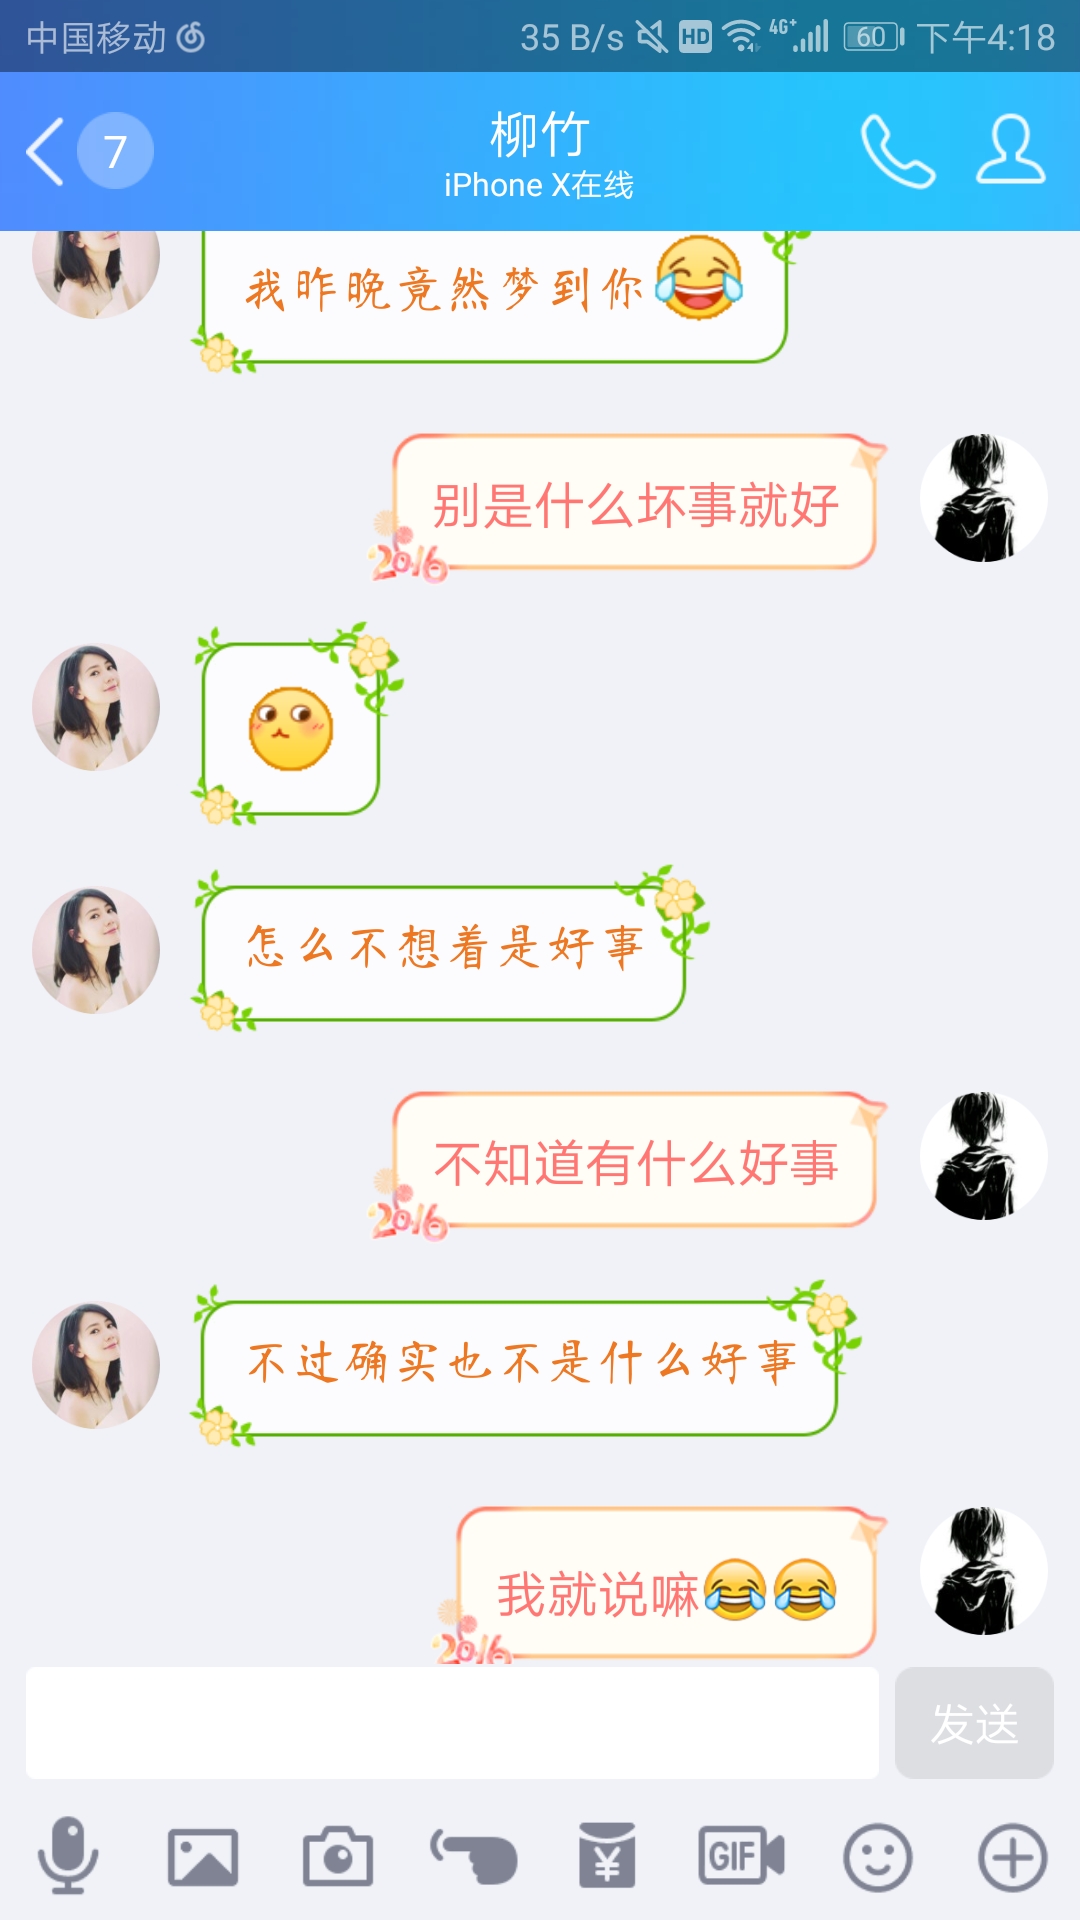 中国移动 35 B/s HD 4G+ 60 下午4:18
7
柳竹
iPhone X在线
我昨晚竟然梦到你😂
别是什么坏事就好
2016
怎么不想着是好事
不知道有什么好事
2016
不过确实也不是什么好事
我就说嘛😂😂
2016
发送
¥
GIF